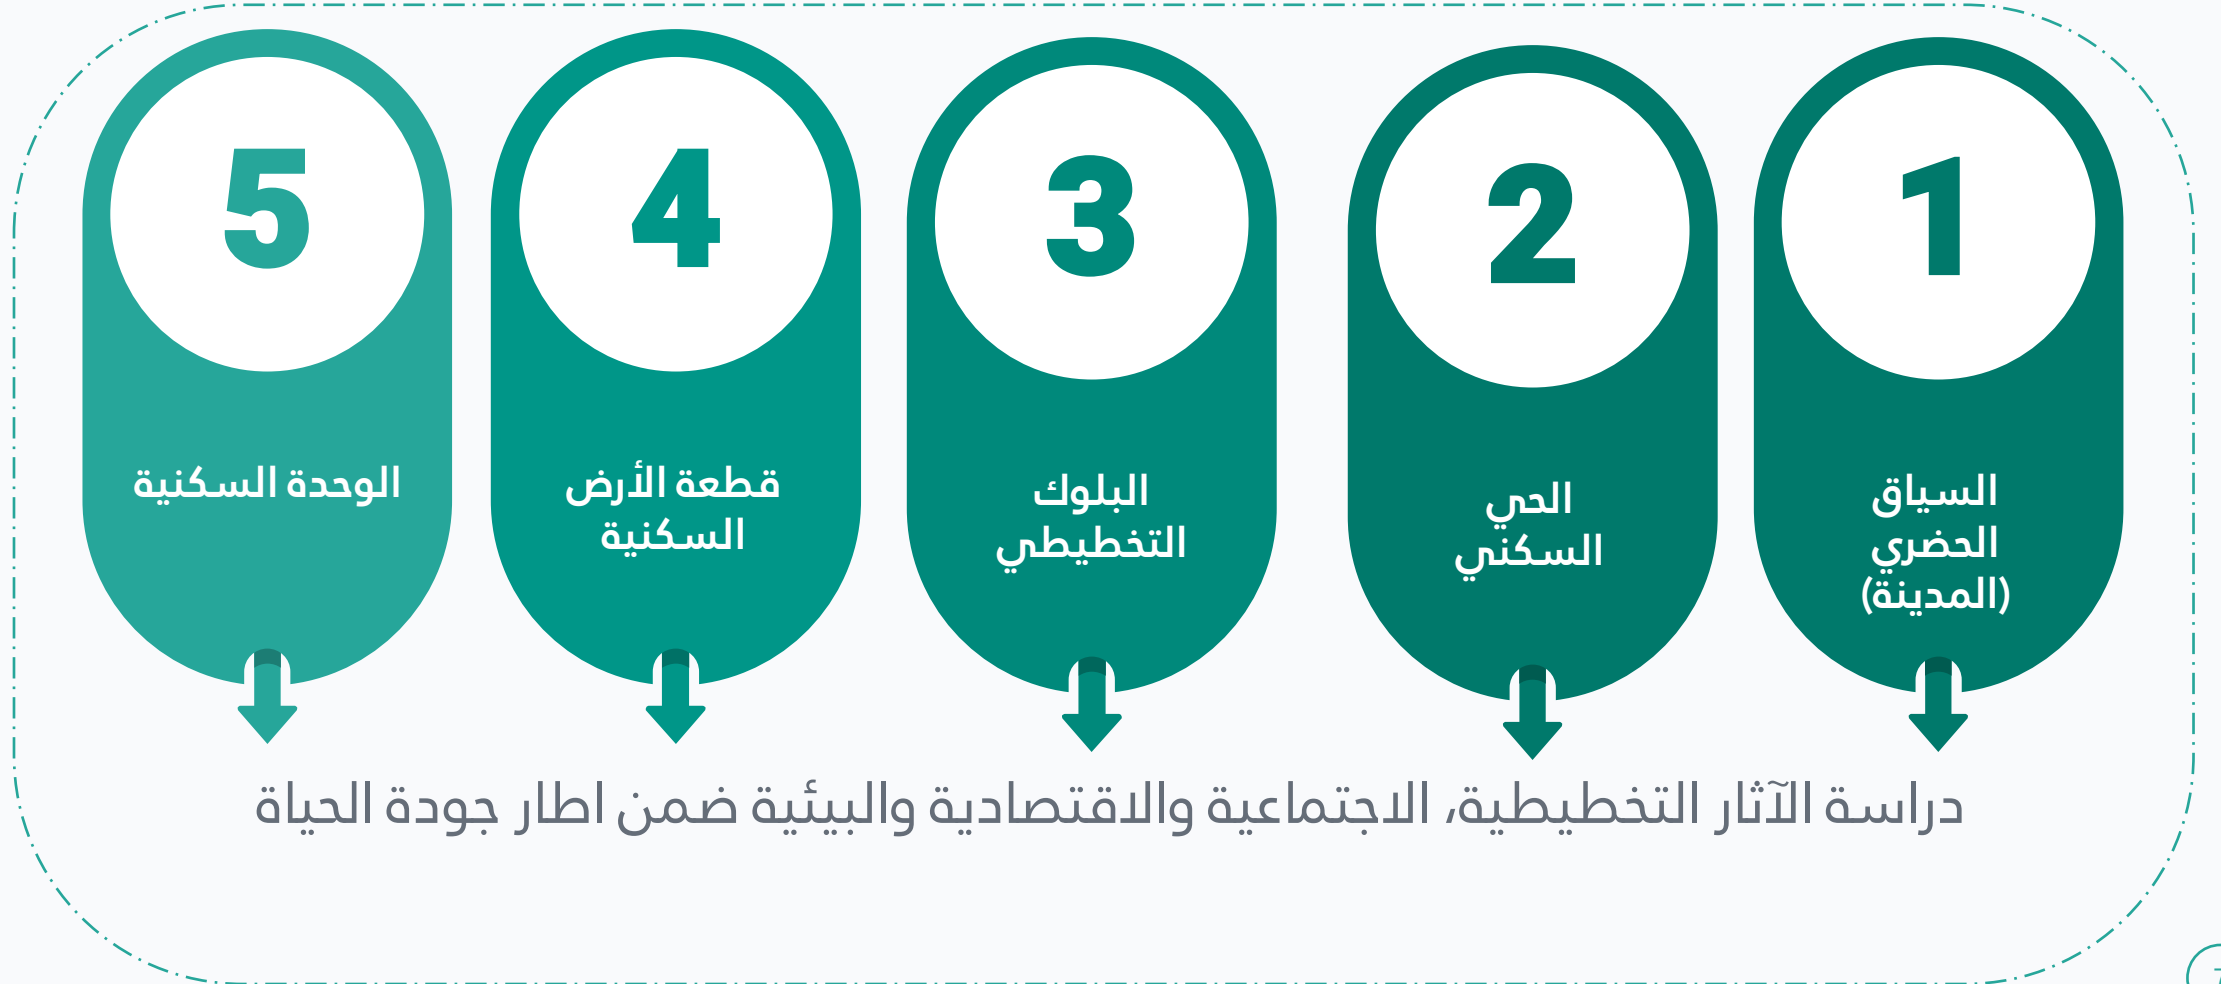 1
السياق
الحضري
(المدينة)
2
الحي
السكني
3
البلوك
التخطيطي
4
قطعة الأرض
السكنية
5
الوحدة السكنية
دراسة الآثار التخطيطية، الاجتماعية والاقتصادية والبيئية ضمن اطار جودة الحياة